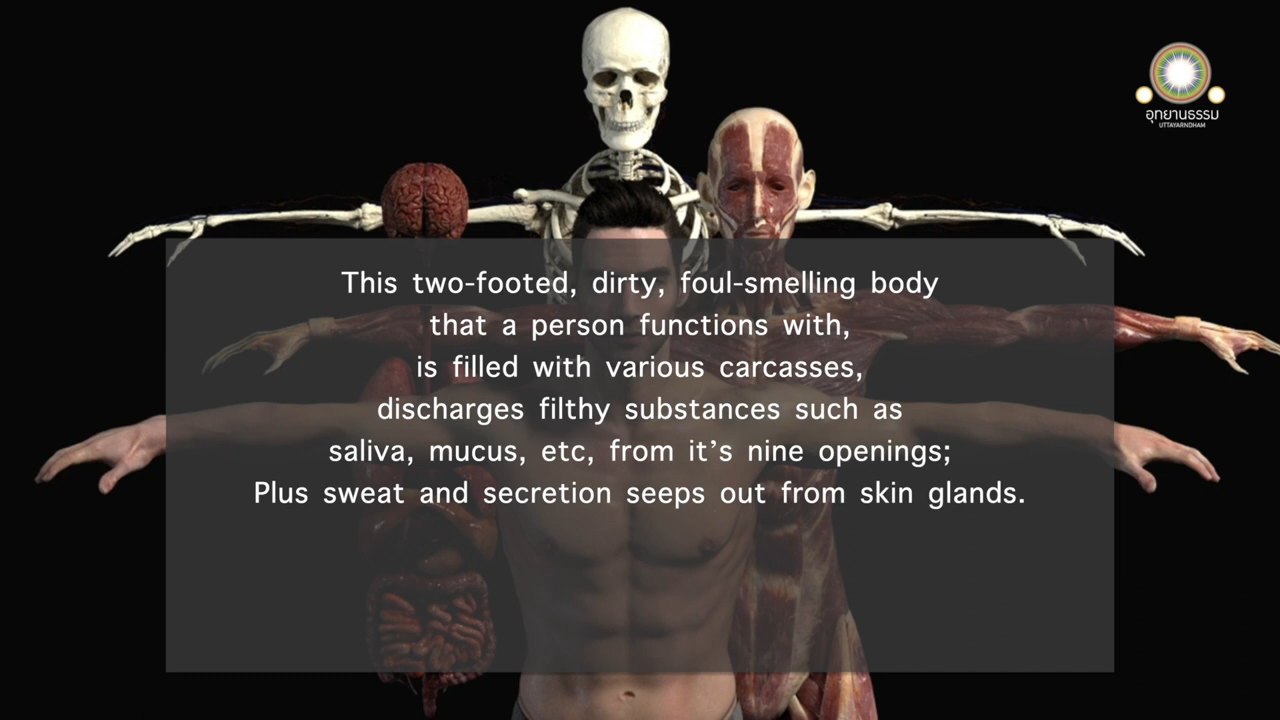 อุทยานธรรม
UTTAYARNDHAM
This two-footed, dirty, foul-smelling body
that a person functions with,
is filled with various carcasses,
discharges filthy substances such as
saliva, mucus, etc, from it’s nine openings;
Plus sweat and secretion seeps out from skin glands.